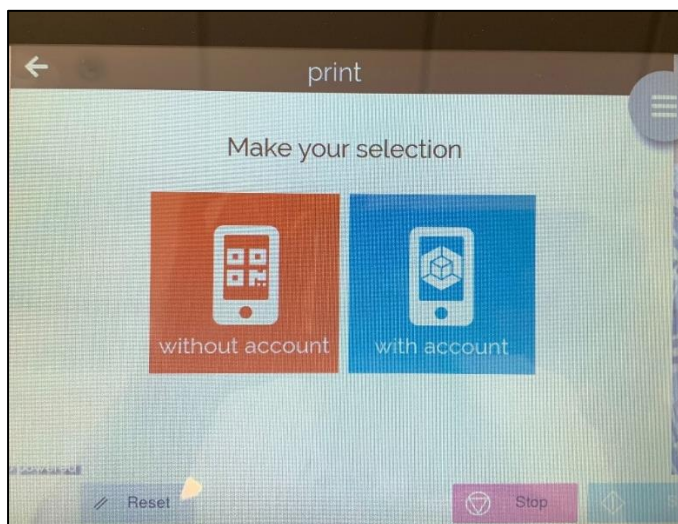 print
Make your selection
without account
with account
Reset
Stop